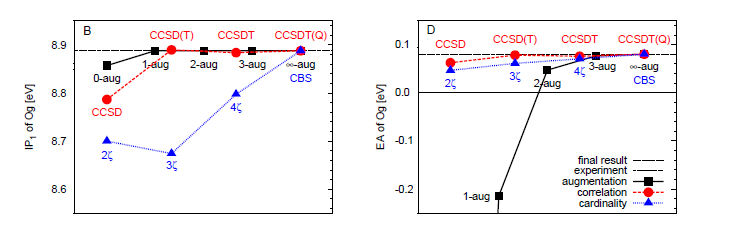 B
CCSD(T) CCSDT CCSDT(Q)
8.9
0-aug 1-aug 2-aug 3-aug ∞-aug
CBS
8.8
CCSD
4ζ
8.7
2ζ 3ζ
8.6
IP1 of Og [eV]
D
CCSD CCSD(T) CCSDT CCSDT(Q)
0.1
2ζ 3ζ 4ζ 3-aug ∞-aug
2-aug CBS
0.0
-0.1
-0.2
1-aug
EA of Og [eV]
final result
experiment
augmentation
correlation
cardinality